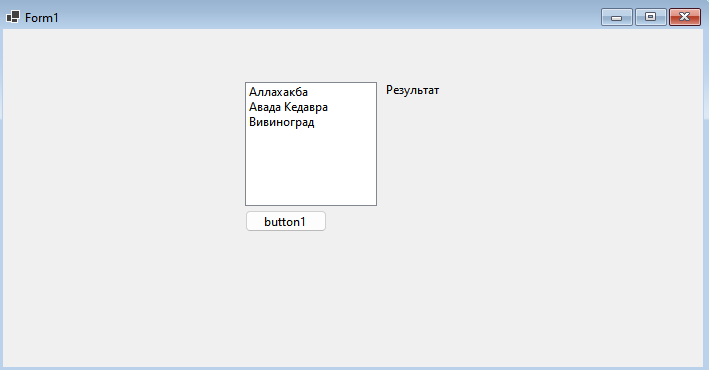 Form1
Аллахакба
Авада Кедавра
Вивиноград
Результат
button1